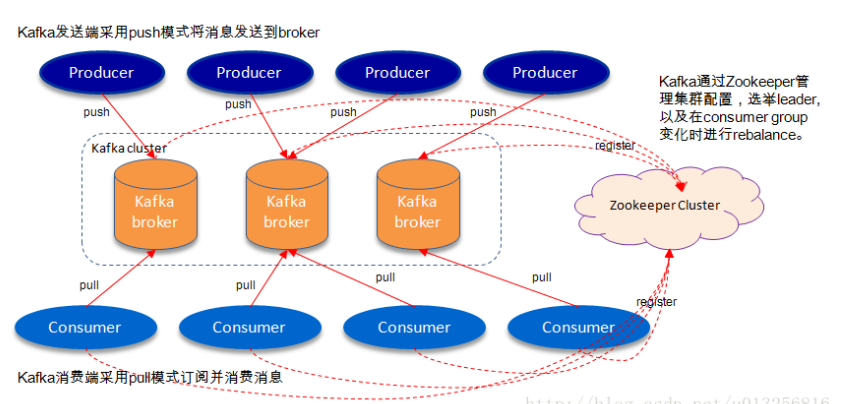 Kafka发送端采用push模式将消息发送到broker
Producer
Producer
Producer
Producer
Kafka通过Zookeeper管
理集群配置，选举leader,
以及在consumer group
变化时进行rebalance。
push
push
push
push
register
Kafka cluster
Kafka
broker
Kafka
broker
Kafka
broker
Zookeeper Cluster
pull
pull
pull
pull
register
Consumer
Consumer
Consumer
Consumer
Kafka消费端采用pull模式订阅并消费消息
http://blog.csdn.net/u013256816